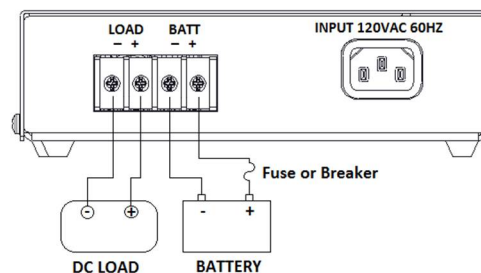 LOAD BATT
− + − +
INPUT 120VAC 60HZ
Fuse or Breaker
- + - +
DC LOAD BATTERY